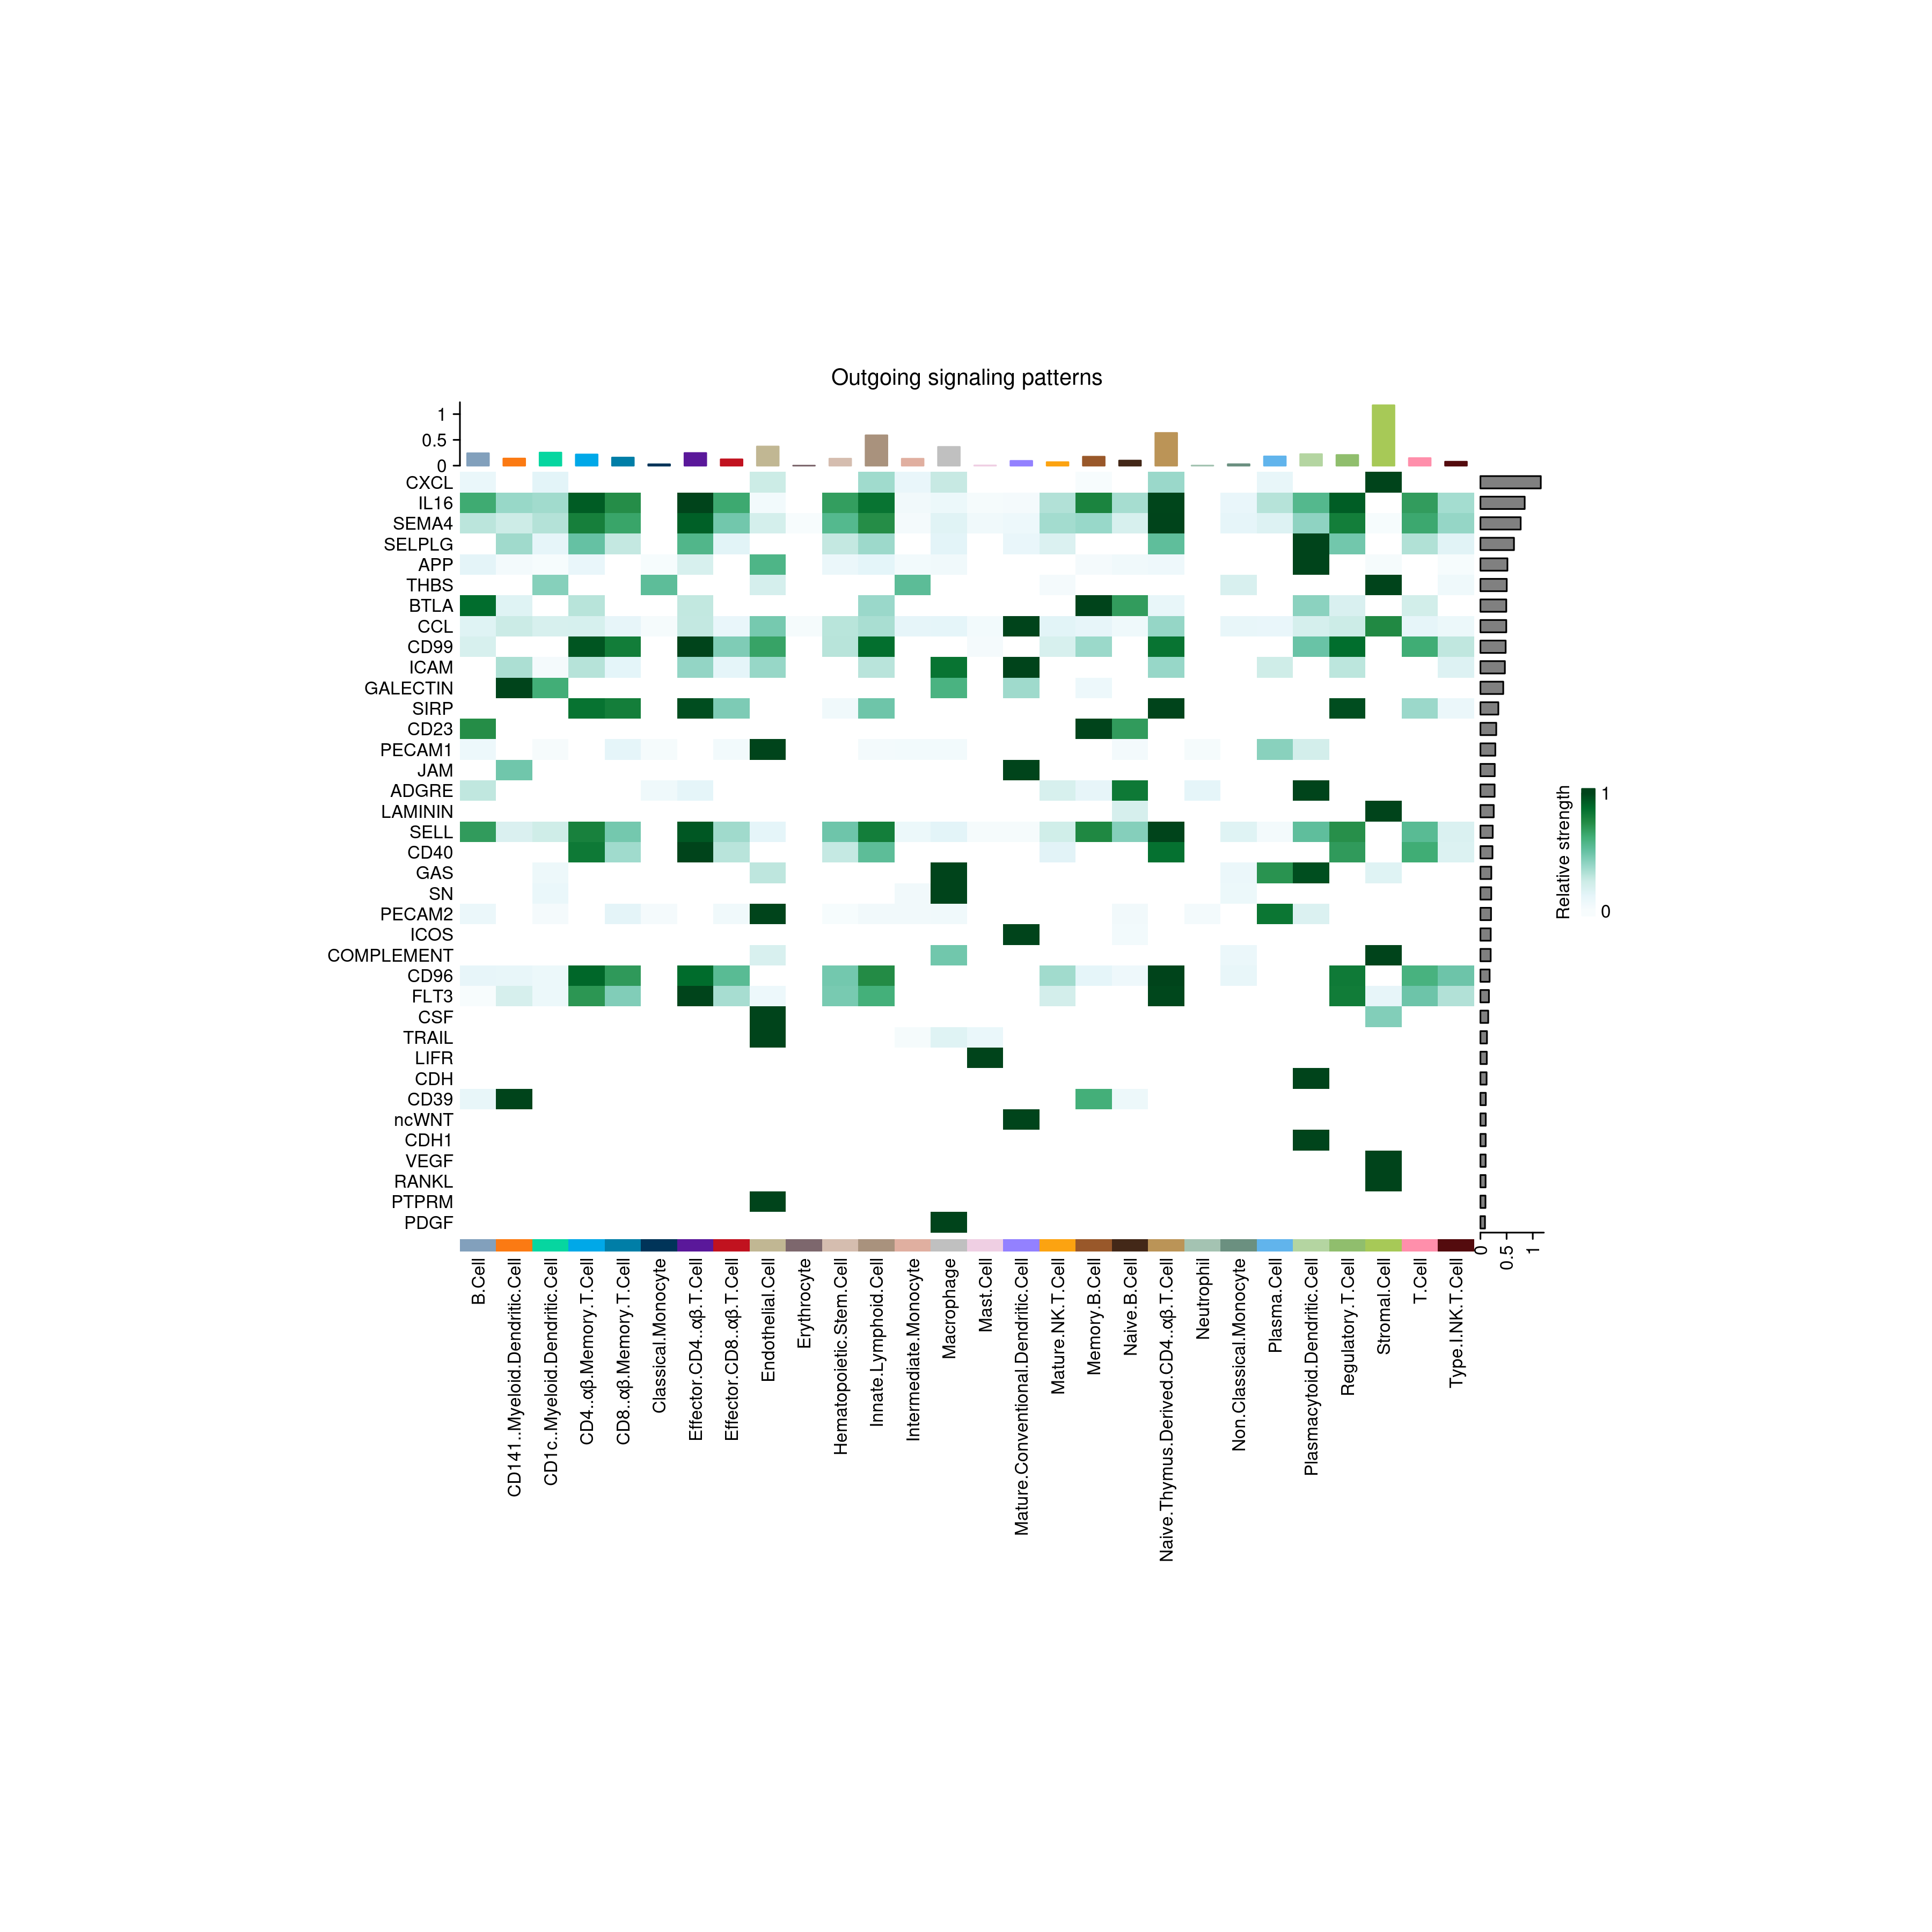 Outgoing signaling patterns
1
0.5
0
CXCL
IL16
SEMA4
SELPLG
APP
THBS
BTLA
CCL
CD99
ICAM
GALECTIN
SIRP
CD23
PECAM1
JAM
ADGRE
LAMININ
SELL
CD40
GAS
SN
PECAM2
ICOS
COMPLEMENT
CD96
FLT3
CSF
TRAIL
LIFR
CDH
CD39
ncWNT
CDH1
VEGF
RANKL
PTPRM
PDGF
B.Cell
CD141..Myeloid.Dendritic.Cell
CD1c..Myeloid.Dendritic.Cell
CD4..αβ.Memory.T.Cell
CD8..αβ.Memory.T.Cell
Classical.Monocyte
Effector.CD4..αβ.T.Cell
Effector.CD8..αβ.T.Cell
Endothelial.Cell
Erythrocyte
Hematopoietic.Stem.Cell
Innate.Lymphoid.Cell
Intermediate.Monocyte
Macrophage
Mast.Cell
Mature.Conventional.Dendritic.Cell
Mature.NK.T.Cell
Memory.B.Cell
Naive.B.Cell
Naive.Thymus.Derived.CD4..αβ.T.Cell
Neutrophil
Non.Classical.Monocyte
Plasma.Cell
Plasmacytoid.Dendritic.Cell
Regulatory.T.Cell
Stromal.Cell
T.Cell
Type.I.NK.T.Cell
0
0.5
1
Relative strength
1
0